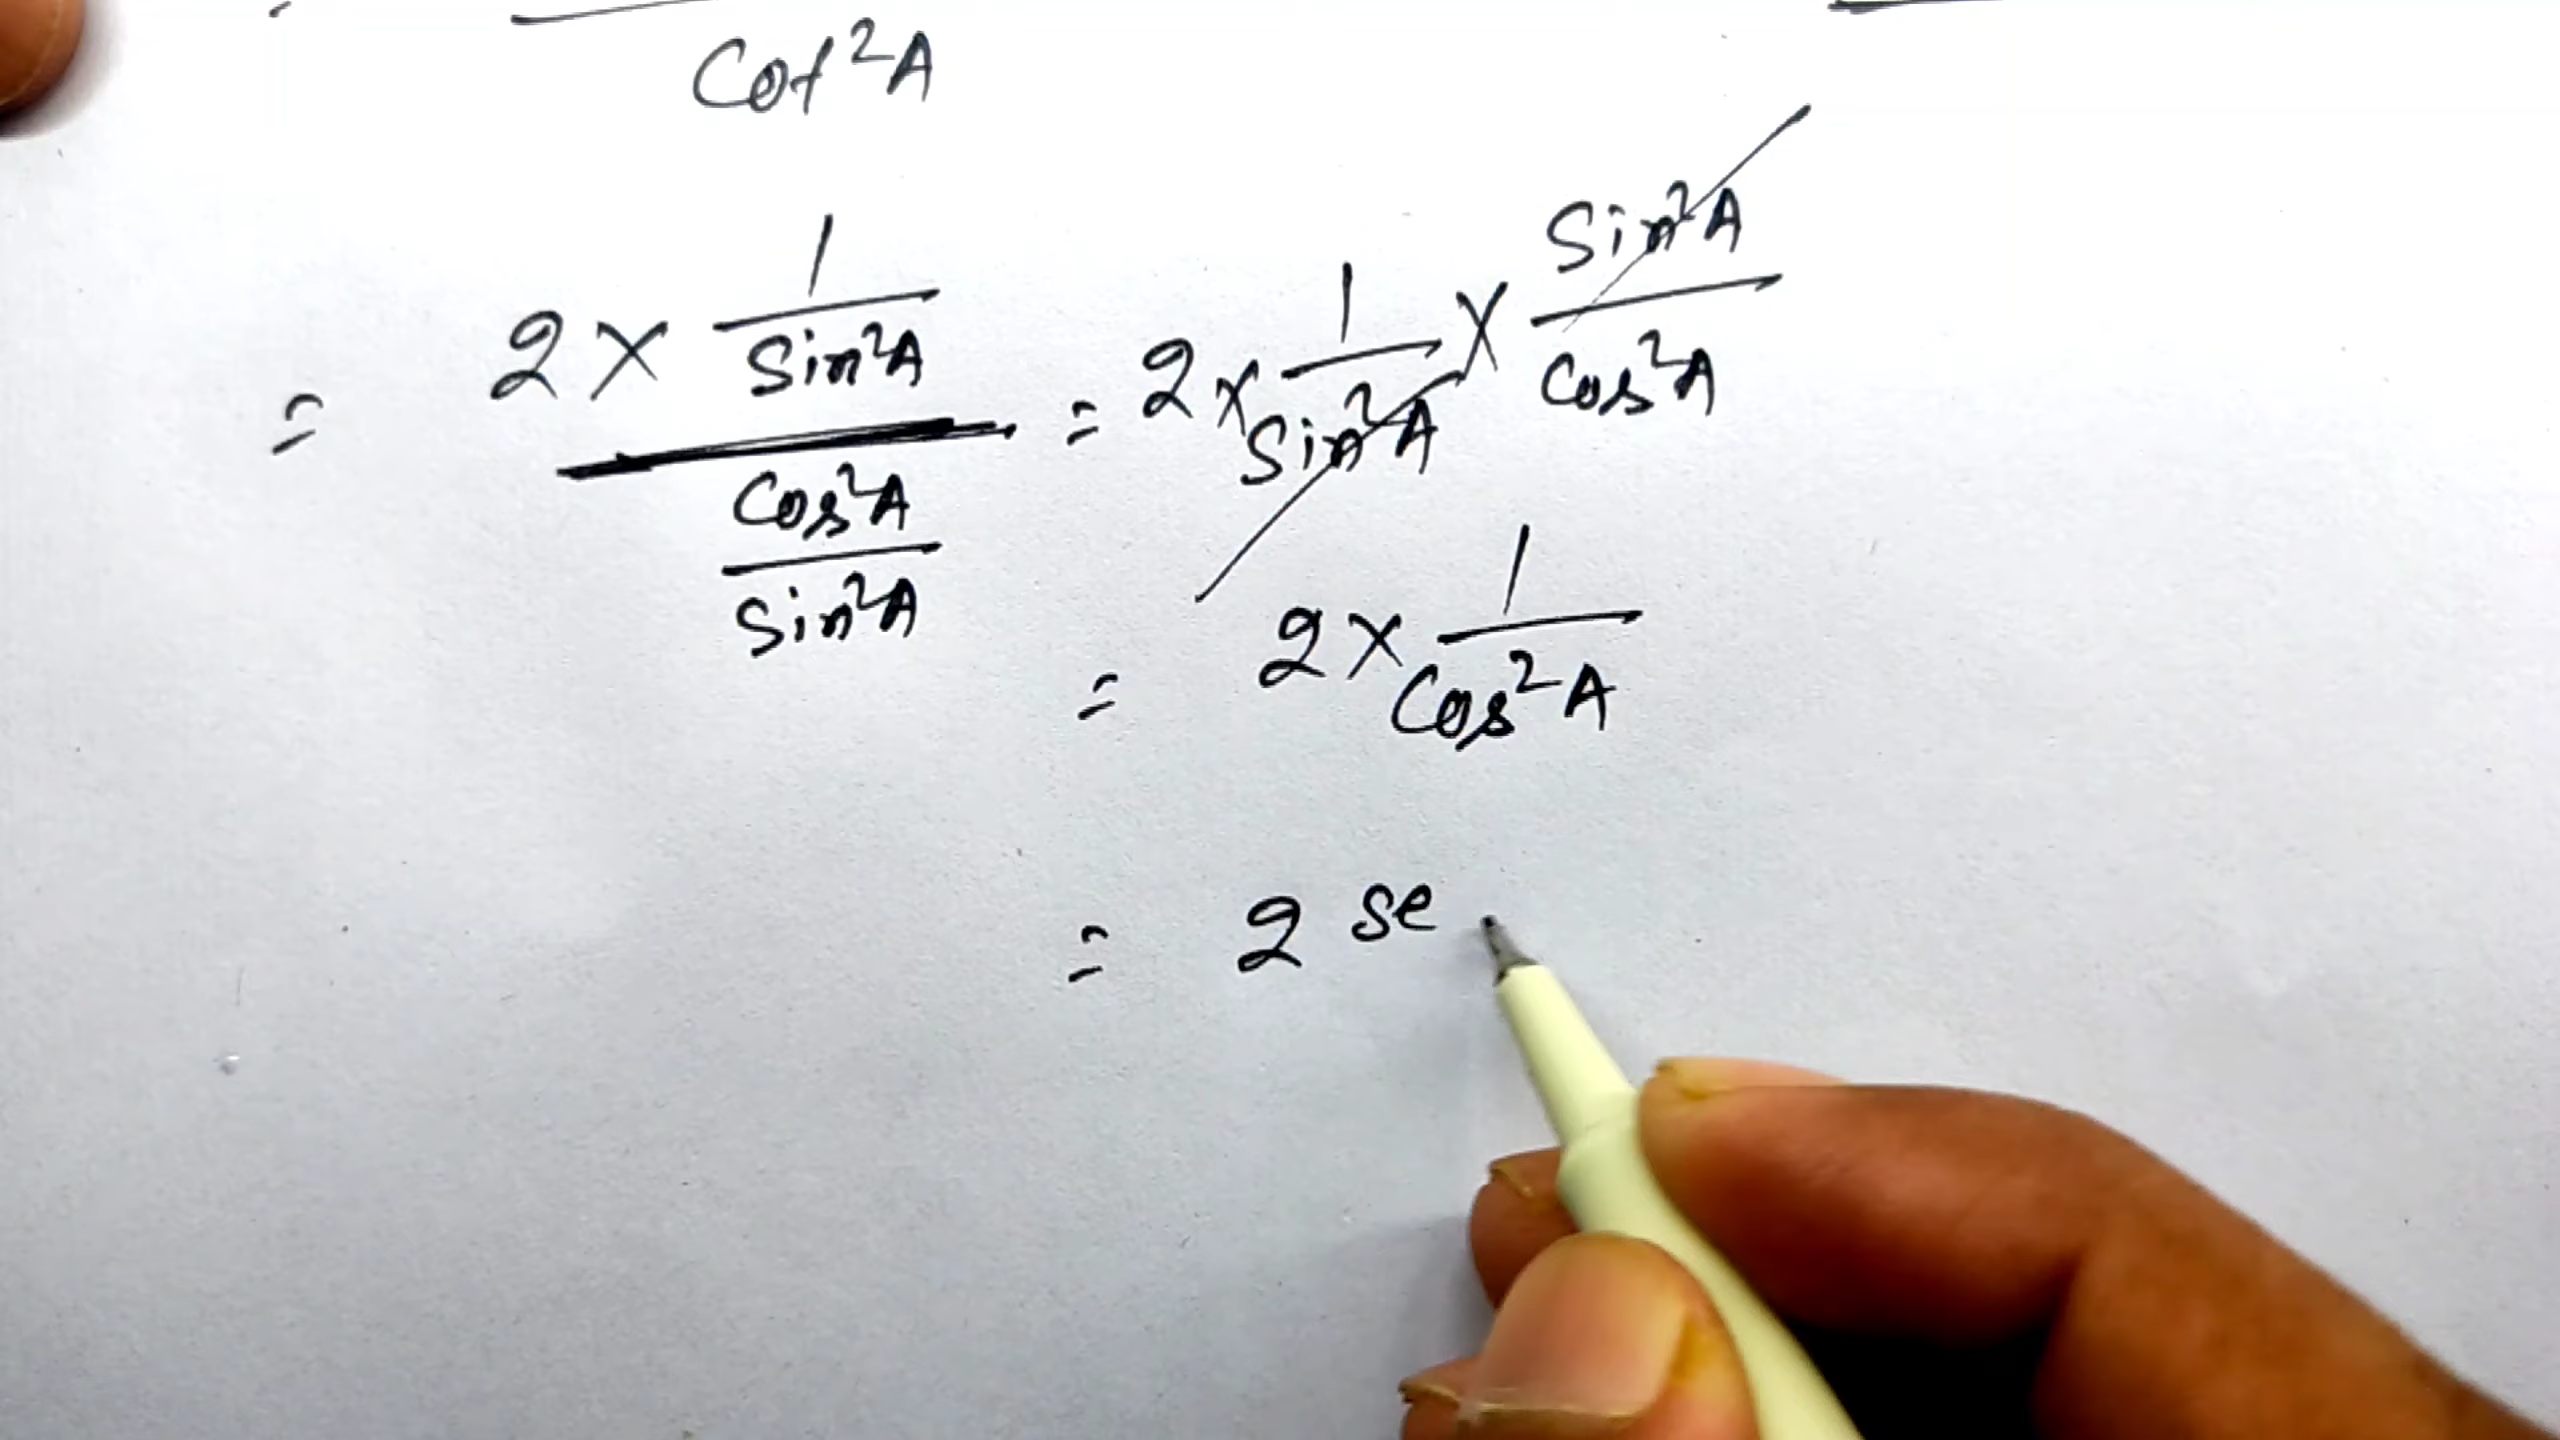 Cot²A
= 2 × 1/Sin²A / Cos²A/Sin²A = 2 × 1/Sin²A × Sin²A/Cos²A
= 2 × 1/Cos²A
= 2 se